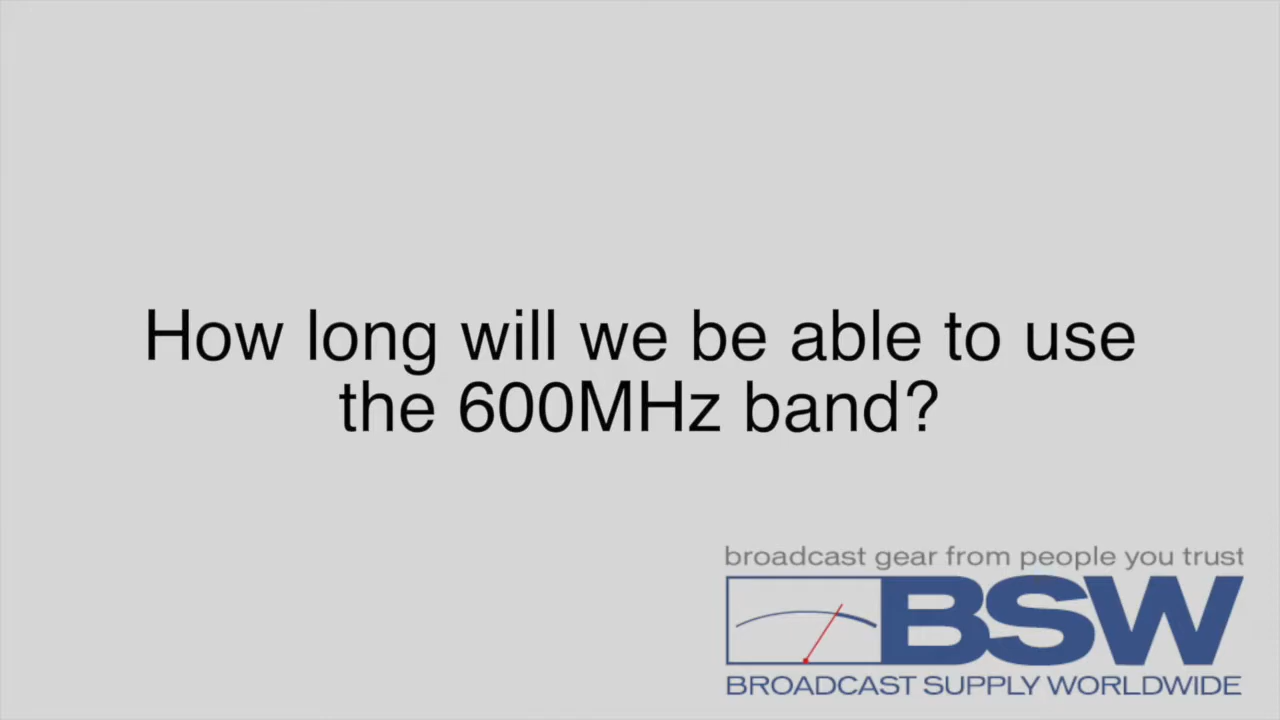 How long will we be able to use
the 600MHz band?
broadcast gear from people you trust
BSW
BROADCAST SUPPLY WORLDWIDE